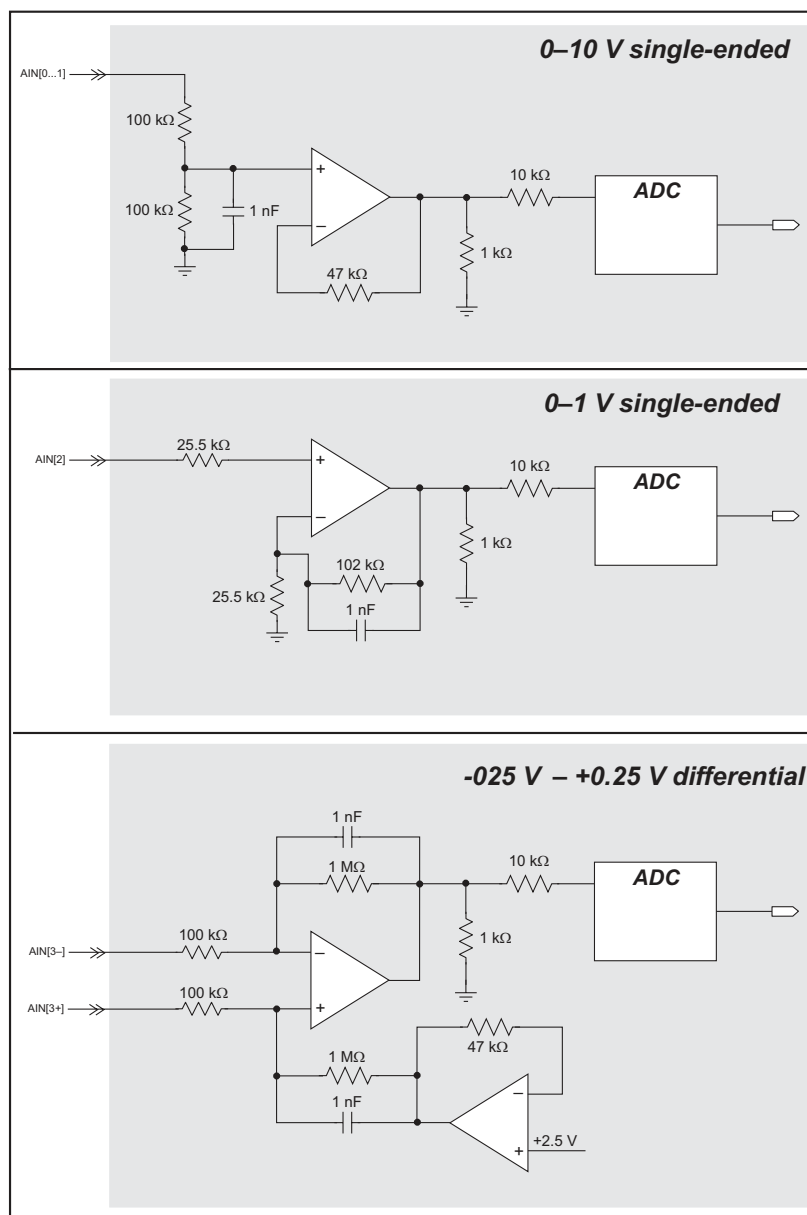 0–10 V single-ended
AIN[0...1]
100 kΩ
100 kΩ
1 nF
+
–
47 kΩ
10 kΩ
1 kΩ
ADC
0–1 V single-ended
AIN[2]
25.5 kΩ
+
–
25.5 kΩ
102 kΩ
1 nF
10 kΩ
1 kΩ
ADC
-025 V – +0.25 V differential
1 nF
1 MΩ
10 kΩ
ADC
AIN[3–]
100 kΩ
–
1 kΩ
AIN[3+]
100 kΩ
+
47 kΩ
1 MΩ
1 nF
–
+
+2.5 V